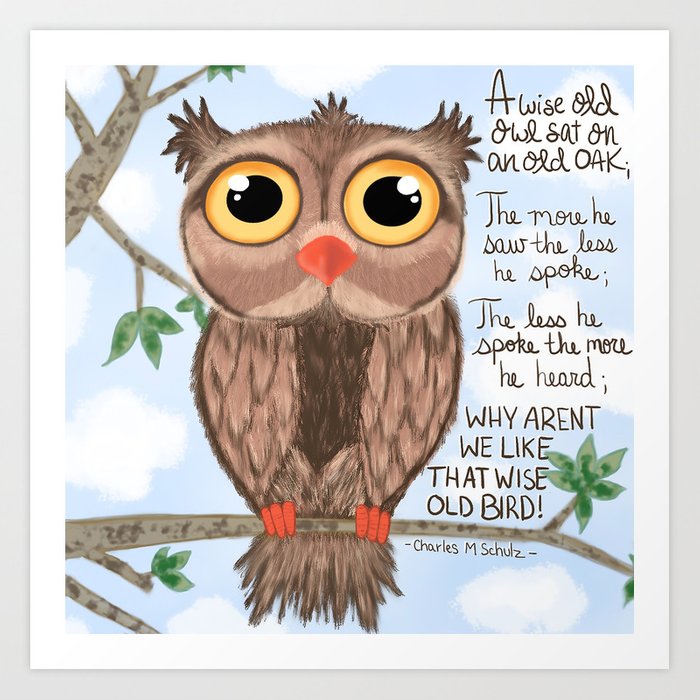 A wise old
owl sat on
an old OAK;
The more he
saw the less
he spoke;
The less he
spoke the more
he heard;
WHY ARENT
WE LIKE
THAT WISE
OLD BIRD!
- Charles M Schulz -